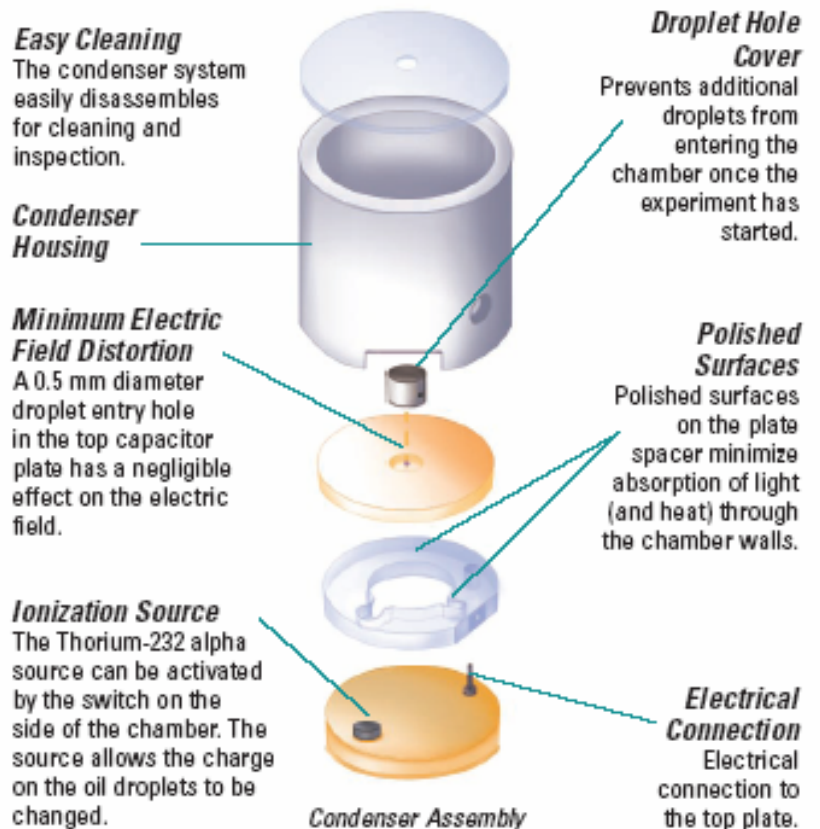 Easy Cleaning
The condenser system
easily disassembles
for cleaning and
inspection.
Condenser
Housing
Minimum Electric
Field Distortion
A 0.5 mm diameter
droplet entry hole
in the top capacitor
plate has a negligible
effect on the electric
field.
Ionization Source
The Thorium-232 alpha
source can be activated
by the switch on the
side of the chamber. The
source allows the charge
on the oil droplets to be
changed.
Droplet Hole
Cover
Prevents additional
droplets from
entering the
chamber once the
experiment has
started.
Polished
Surfaces
Polished surfaces
on the plate
spacer minimize
absorption of light
(and heat) through
the chamber walls.
Electrical
Connection
Electrical
connection to
the top plate.
Condenser Assembly